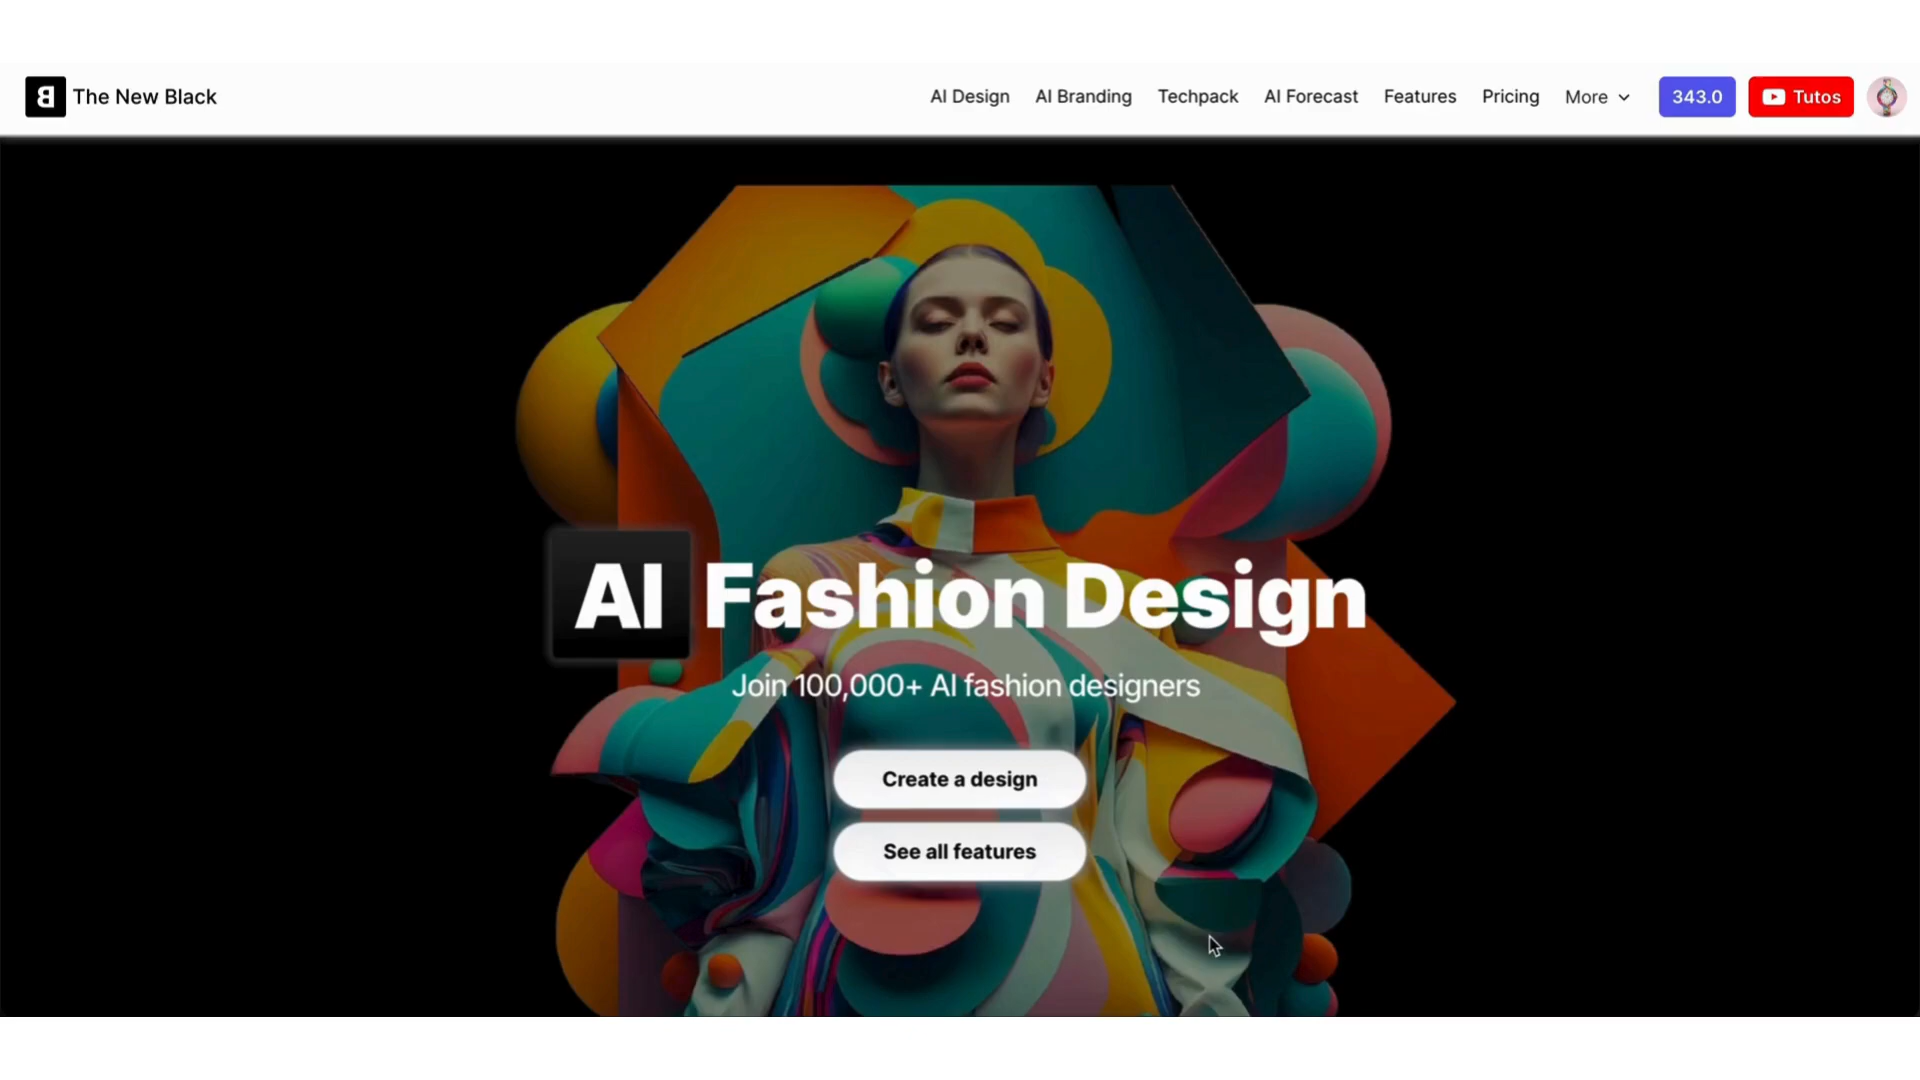 B The New Black
AI Design
AI Branding
Techpack
AI Forecast
Features
Pricing
More
343.0
Tutos
AI Fashion Design
Join 100,000+ AI fashion designers
Create a design
See all features